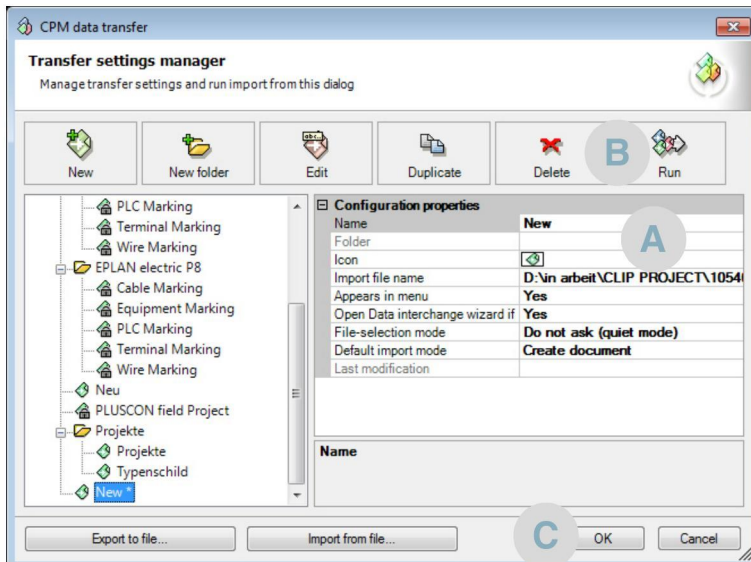 CPM data transfer
Transfer settings manager
Manage transfer settings and run import from this dialog
New
New folder
Edit
Duplicate
Delete
B
Run
PLC Marking
Terminal Marking
Wire Marking
EPLAN electric P8
Cable Marking
Equipment Marking
PLC Marking
Terminal Marking
Wire Marking
Neu
PLUSCON field Project
Projekte
Projekte
Typenschild
New *
Configuration properties
Name New
A
Folder
Icon
Import file name D:\in arbeit\CLIP PROJECT\1054
Appears in menu Yes
Open Data interchange wizard if Yes
File-selection mode Do not ask (quiet mode)
Default import mode Create document
Last modification
Name
Export to file...
Import from file...
C
OK
Cancel